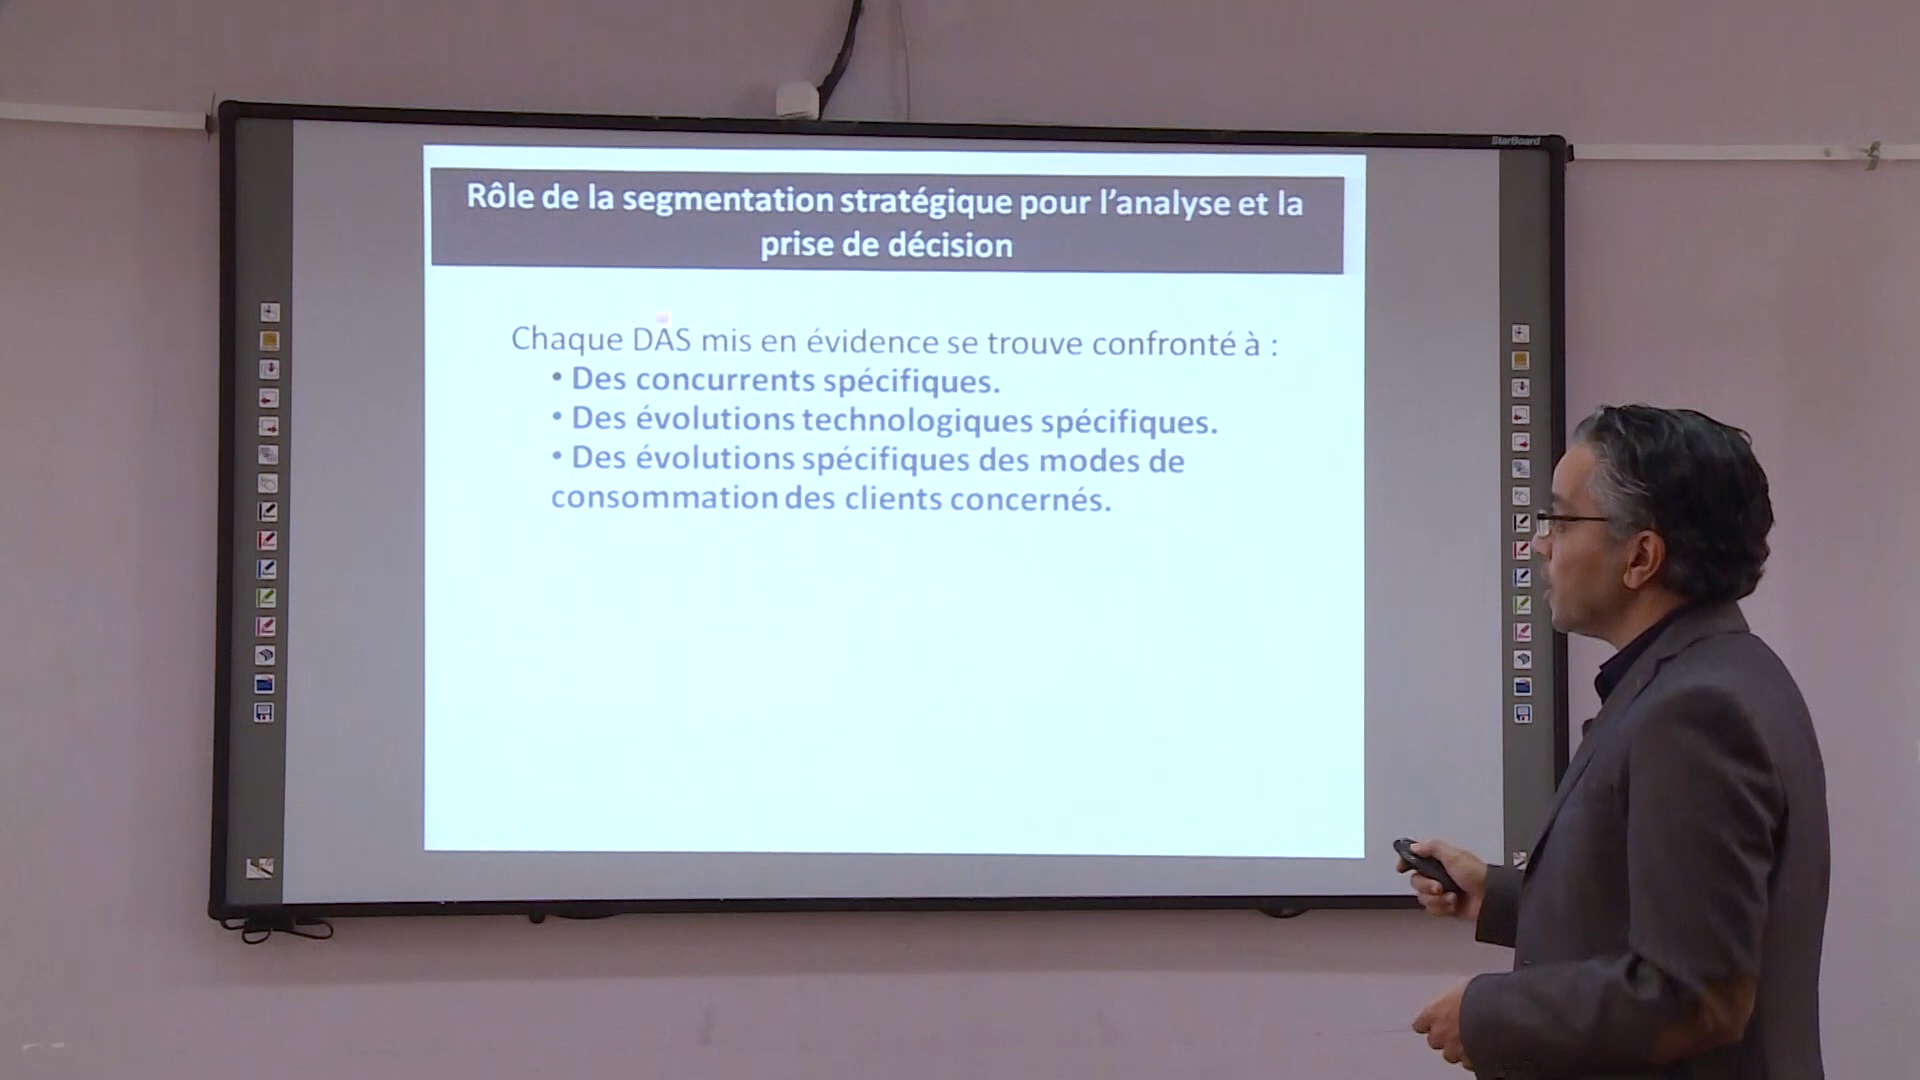 StarBoard
Rôle de la segmentation stratégique pour l'analyse et la
prise de décision
Chaque DAS mis en évidence se trouve confronté à :
• Des concurrents spécifiques.
• Des évolutions technologiques spécifiques.
• Des évolutions spécifiques des modes de
consommation des clients concernés.